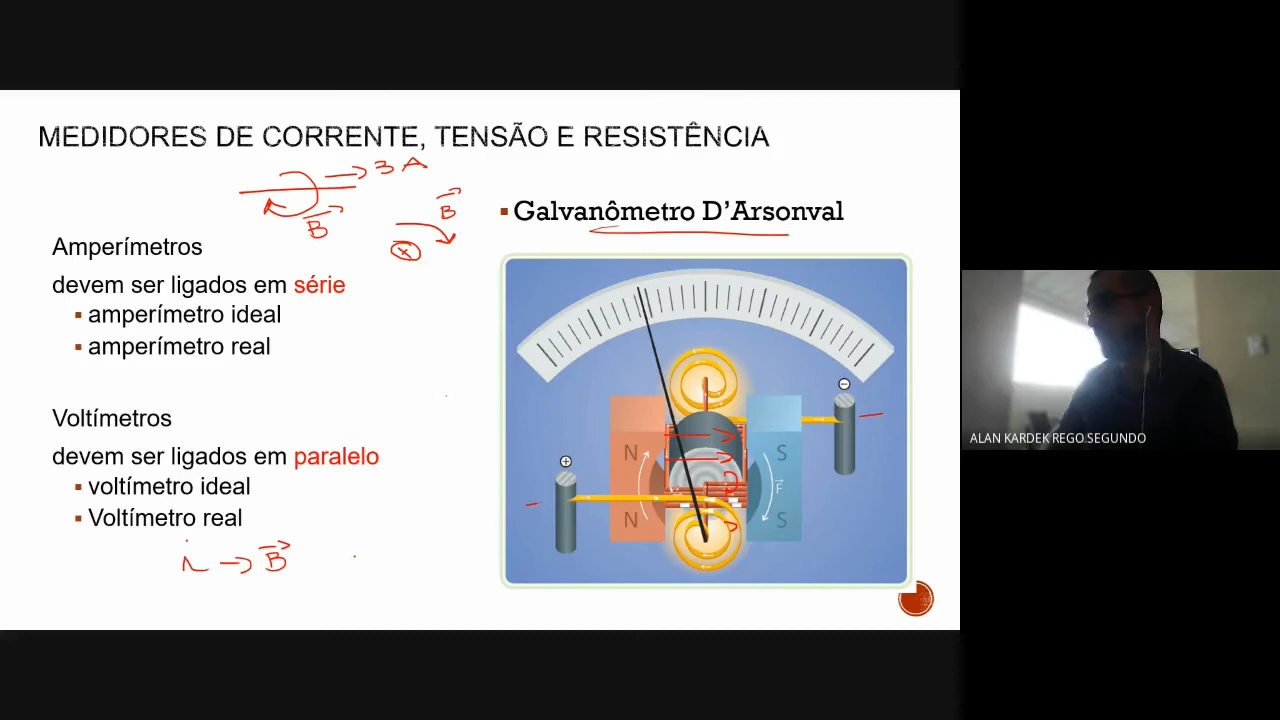 MEDIDORES DE CORRENTE, TENSÃO E RESISTÊNCIA
3 A
B
B
+
Galvanômetro D'Arsonval
Amperímetros
devem ser ligados em série
amperímetro ideal
amperímetro real
Voltímetros
devem ser ligados em paralelo
voltímetro ideal
Voltímetro real
i → B
−
+
N S
F
N S
ALAN KARDEK REGO SEGUNDO